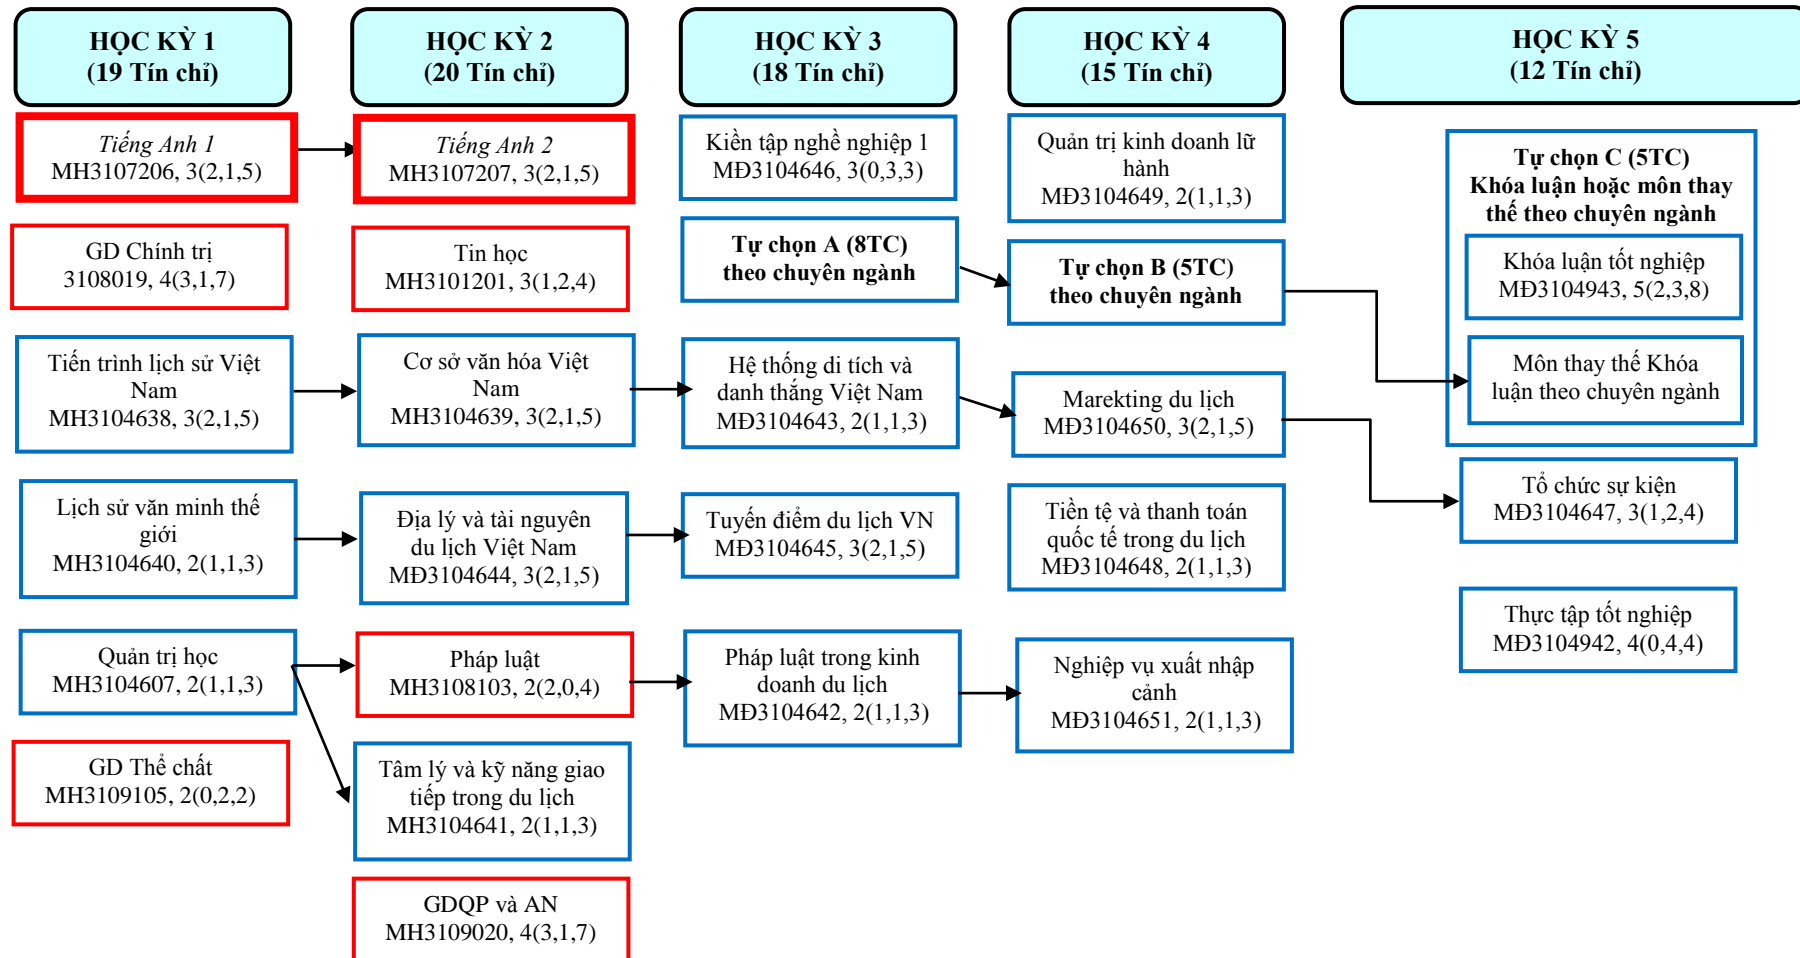 HỌC KỲ 1
(19 Tín chỉ)
HỌC KỲ 2
(20 Tín chỉ)
HỌC KỲ 3
(18 Tín chỉ)
HỌC KỲ 4
(15 Tín chỉ)
HỌC KỲ 5
(12 Tín chỉ)
Tiếng Anh 1
MH3107206, 3(2,1,5)
Tiếng Anh 2
MH3107207, 3(2,1,5)
Kiền tập nghề nghiệp 1
MĐ3104646, 3(0,3,3)
Quản trị kinh doanh lữ
hành
MĐ3104649, 2(1,1,3)
Tự chọn C (5TC)
Khóa luận hoặc môn thay
thế theo chuyên ngành
GD Chính trị
3108019, 4(3,1,7)
Tin học
MH3101201, 3(1,2,4)
Tự chọn A (8TC)
theo chuyên ngành
Tự chọn B (5TC)
theo chuyên ngành
Khóa luận tốt nghiệp
MĐ3104943, 5(2,3,8)
Tiến trình lịch sử Việt
Nam
MH3104638, 3(2,1,5)
Cơ sở văn hóa Việt
Nam
MH3104639, 3(2,1,5)
Hệ thống di tích và
danh thắng Việt Nam
MĐ3104643, 2(1,1,3)
Marekting du lịch
MĐ3104650, 3(2,1,5)
Môn thay thế Khóa
luận theo chuyên ngành
Lịch sử văn minh thế
giới
MH3104640, 2(1,1,3)
Địa lý và tài nguyên
du lịch Việt Nam
MĐ3104644, 3(2,1,5)
Tuyến điểm du lịch VN
MĐ3104645, 3(2,1,5)
Tiền tệ và thanh toán
quốc tế trong du lịch
MĐ3104648, 2(1,1,3)
Tổ chức sự kiện
MĐ3104647, 3(1,2,4)
Quản trị học
MH3104607, 2(1,1,3)
Pháp luật
MH3108103, 2(2,0,4)
Pháp luật trong kinh
doanh du lịch
MĐ3104642, 2(1,1,3)
Nghiệp vụ xuất nhập
cảnh
MĐ3104651, 2(1,1,3)
Thực tập tốt nghiệp
MĐ3104942, 4(0,4,4)
GD Thể chất
MH3109105, 2(0,2,2)
Tâm lý và kỹ năng giao
tiếp trong du lịch
MH3104641, 2(1,1,3)
GDQP và AN
MH3109020, 4(3,1,7)